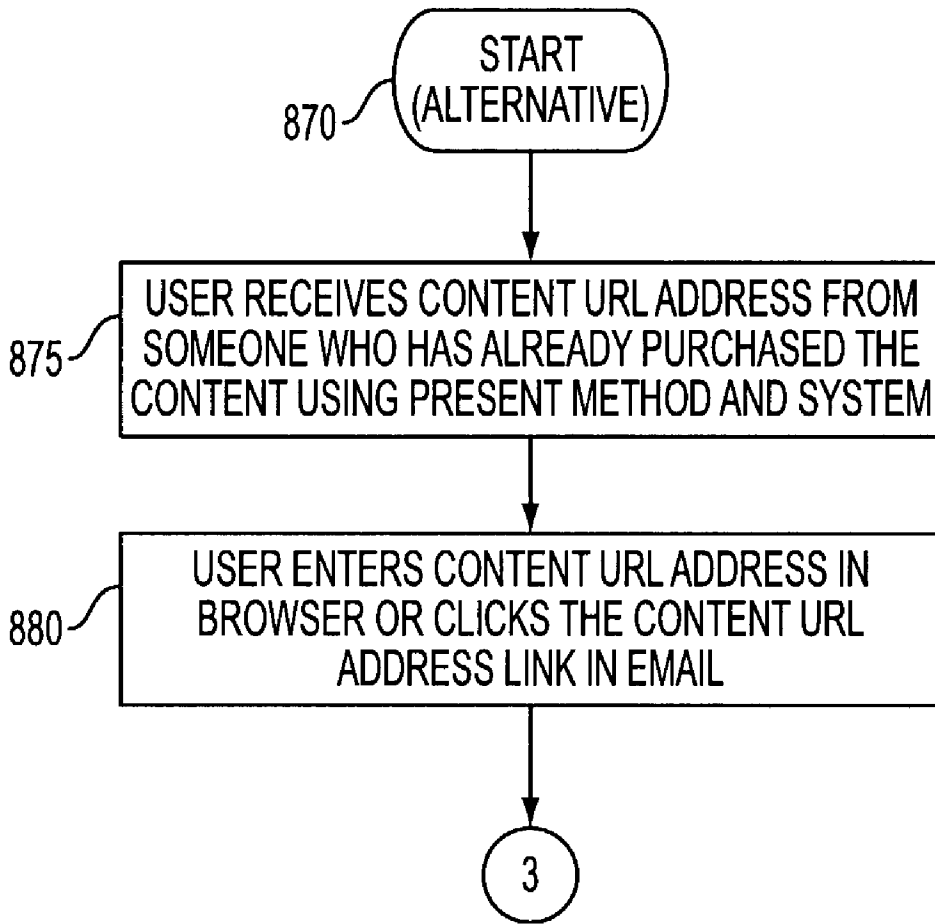 START
(ALTERNATIVE)
870
USER RECEIVES CONTENT URL ADDRESS FROM
SOMEONE WHO HAS ALREADY PURCHASED THE
CONTENT USING PRESENT METHOD AND SYSTEM
875
USER ENTERS CONTENT URL ADDRESS IN
BROWSER OR CLICKS THE CONTENT URL
ADDRESS LINK IN EMAIL
880
3